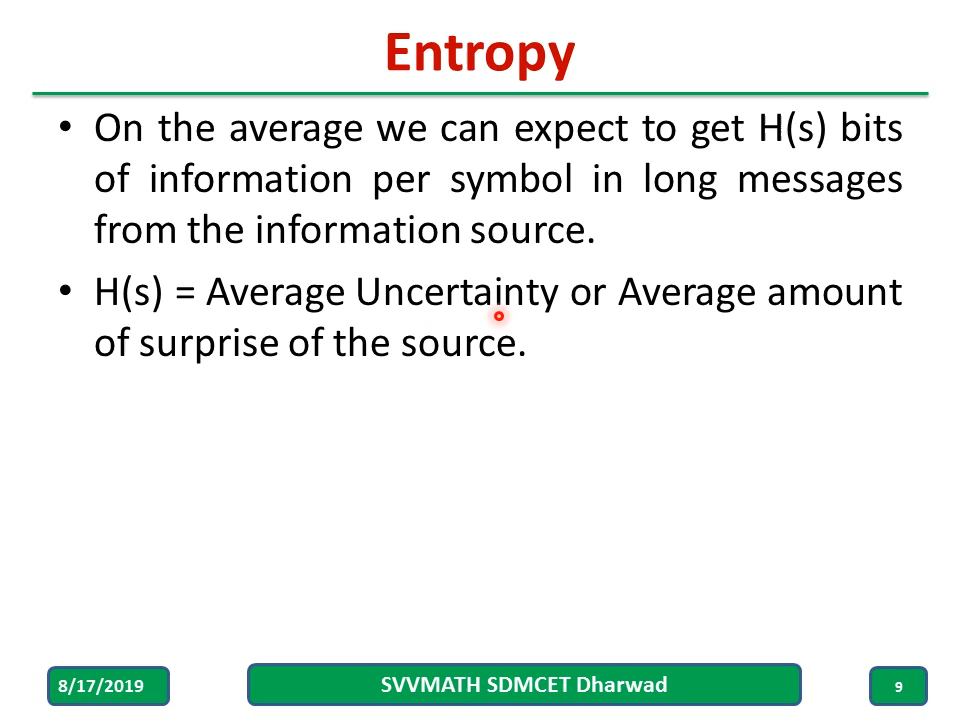 Entropy
• On the average we can expect to get H(s) bits
of information per symbol in long messages
from the information source.
• H(s) = Average Uncertainty or Average amount
of surprise of the source.
8/17/2019
SVVMATH SDMCET Dharwad
9